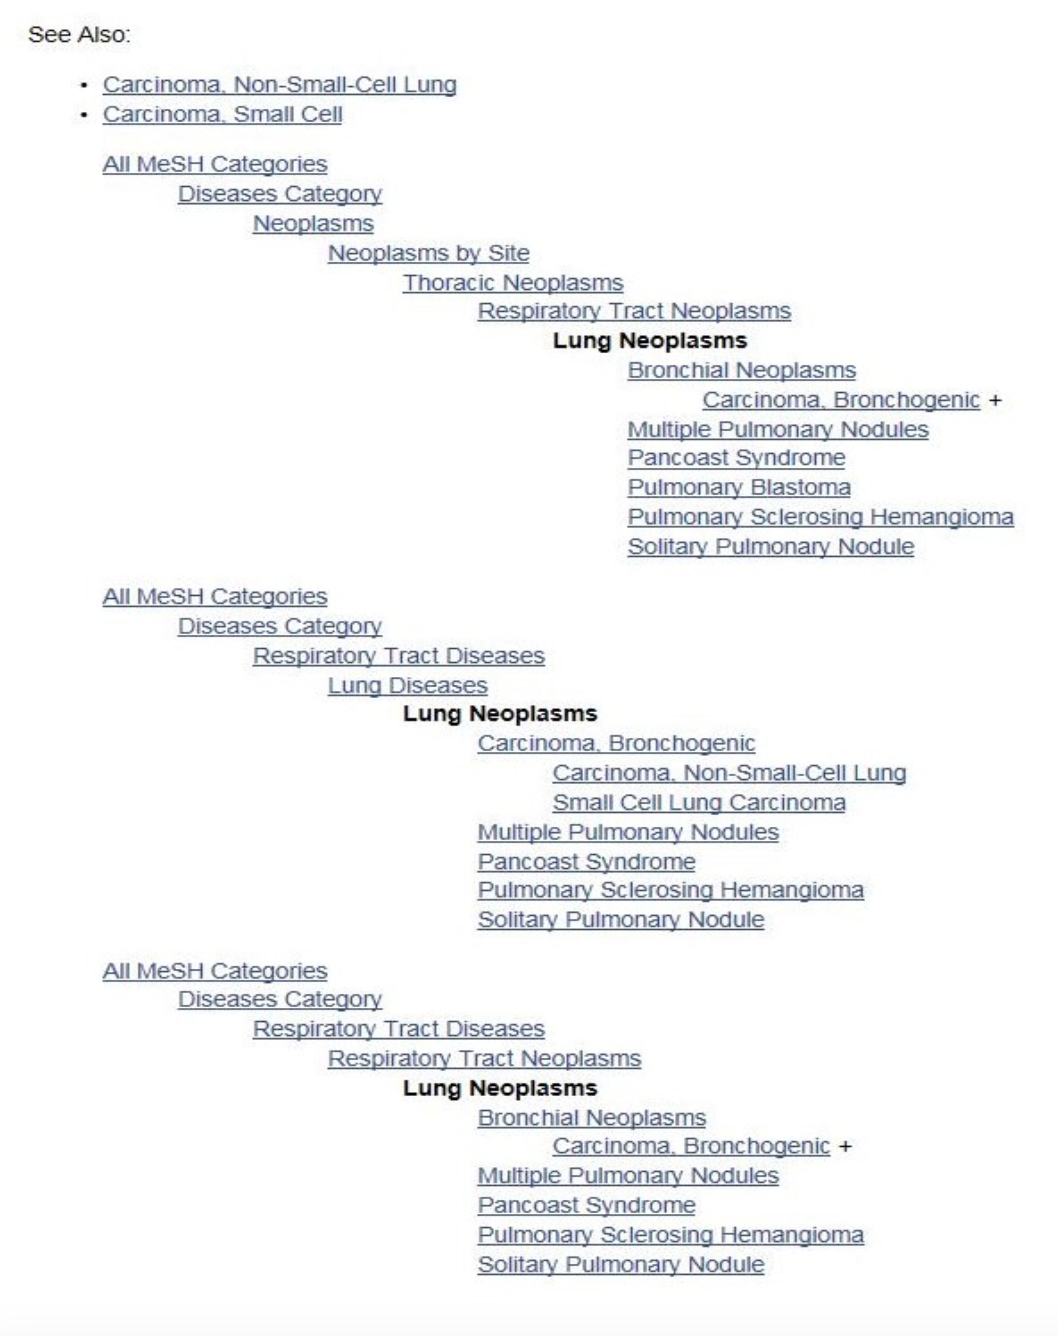 See Also:
• Carcinoma, Non-Small-Cell Lung
• Carcinoma, Small Cell
All MeSH Categories
Diseases Category
Neoplasms
Neoplasms by Site
Thoracic Neoplasms
Respiratory Tract Neoplasms
Lung Neoplasms
Bronchial Neoplasms
Carcinoma, Bronchogenic +
Multiple Pulmonary Nodules
Pancoast Syndrome
Pulmonary Blastoma
Pulmonary Sclerosing Hemangioma
Solitary Pulmonary Nodule
All MeSH Categories
Diseases Category
Respiratory Tract Diseases
Lung Diseases
Lung Neoplasms
Carcinoma, Bronchogenic
Carcinoma, Non-Small-Cell Lung
Small Cell Lung Carcinoma
Multiple Pulmonary Nodules
Pancoast Syndrome
Pulmonary Sclerosing Hemangioma
Solitary Pulmonary Nodule
All MeSH Categories
Diseases Category
Respiratory Tract Diseases
Respiratory Tract Neoplasms
Lung Neoplasms
Bronchial Neoplasms
Carcinoma, Bronchogenic +
Multiple Pulmonary Nodules
Pancoast Syndrome
Pulmonary Sclerosing Hemangioma
Solitary Pulmonary Nodule